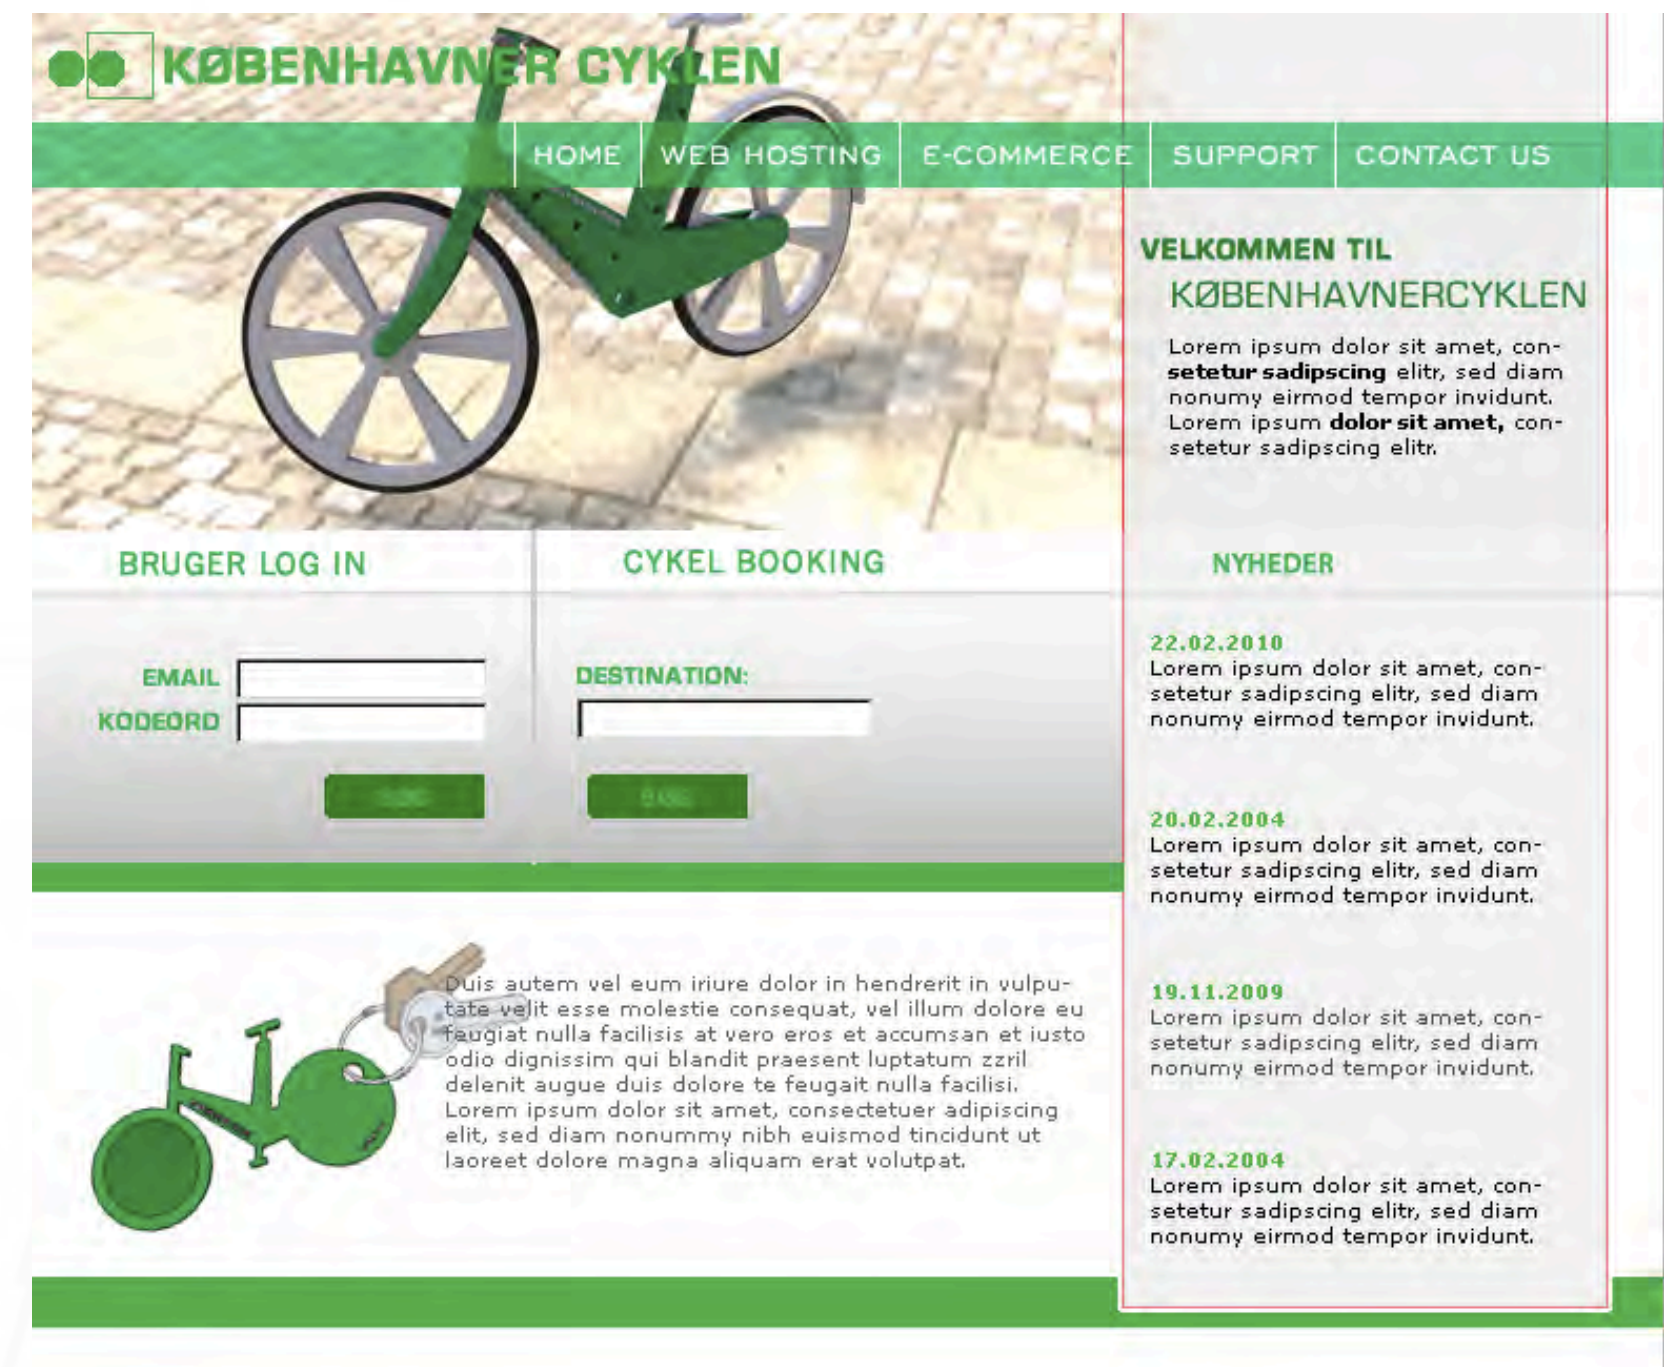 KØBENHAVNER CYKLEN
HOME WEB HOSTING E-COMMERCE SUPPORT CONTACT US
VELKOMMEN TIL
KØBENHAVNERCYKLEN
Lorem ipsum dolor sit amet, con-
setetur sadipscing elitr, sed diam
nonumy eirmod tempor invidunt.
Lorem ipsum dolor sit amet, con-
setetur sadipscing elitr.
BRUGER LOG IN
EMAIL
KODEORD
CYKEL BOOKING
DESTINATION:
NYHEDER
22.02.2010
Lorem ipsum dolor sit amet, con-
setetur sadipscing elitr, sed diam
nonumy eirmod tempor invidunt.
20.02.2004
Lorem ipsum dolor sit amet, con-
setetur sadipscing elitr, sed diam
nonumy eirmod tempor invidunt.
19.11.2009
Lorem ipsum dolor sit amet, con-
setetur sadipscing elitr, sed diam
nonumy eirmod tempor invidunt.
17.02.2004
Lorem ipsum dolor sit amet, con-
setetur sadipscing elitr, sed diam
nonumy eirmod tempor invidunt.
Duis autem vel eum iriure dolor in hendrerit in vulpu-
tate velit esse molestie consequat, vel illum dolore eu
feugiat nulla facilisis at vero eros et accumsan et iusto
odio dignissim qui blandit praesent luptatum zzril
delenit augue duis dolore te feugait nulla facilisi.
Lorem ipsum dolor sit amet, consectetuer adipiscing
elit, sed diam nonummy nibh euismod tincidunt ut
laoreet dolore magna aliquam erat volutpat.